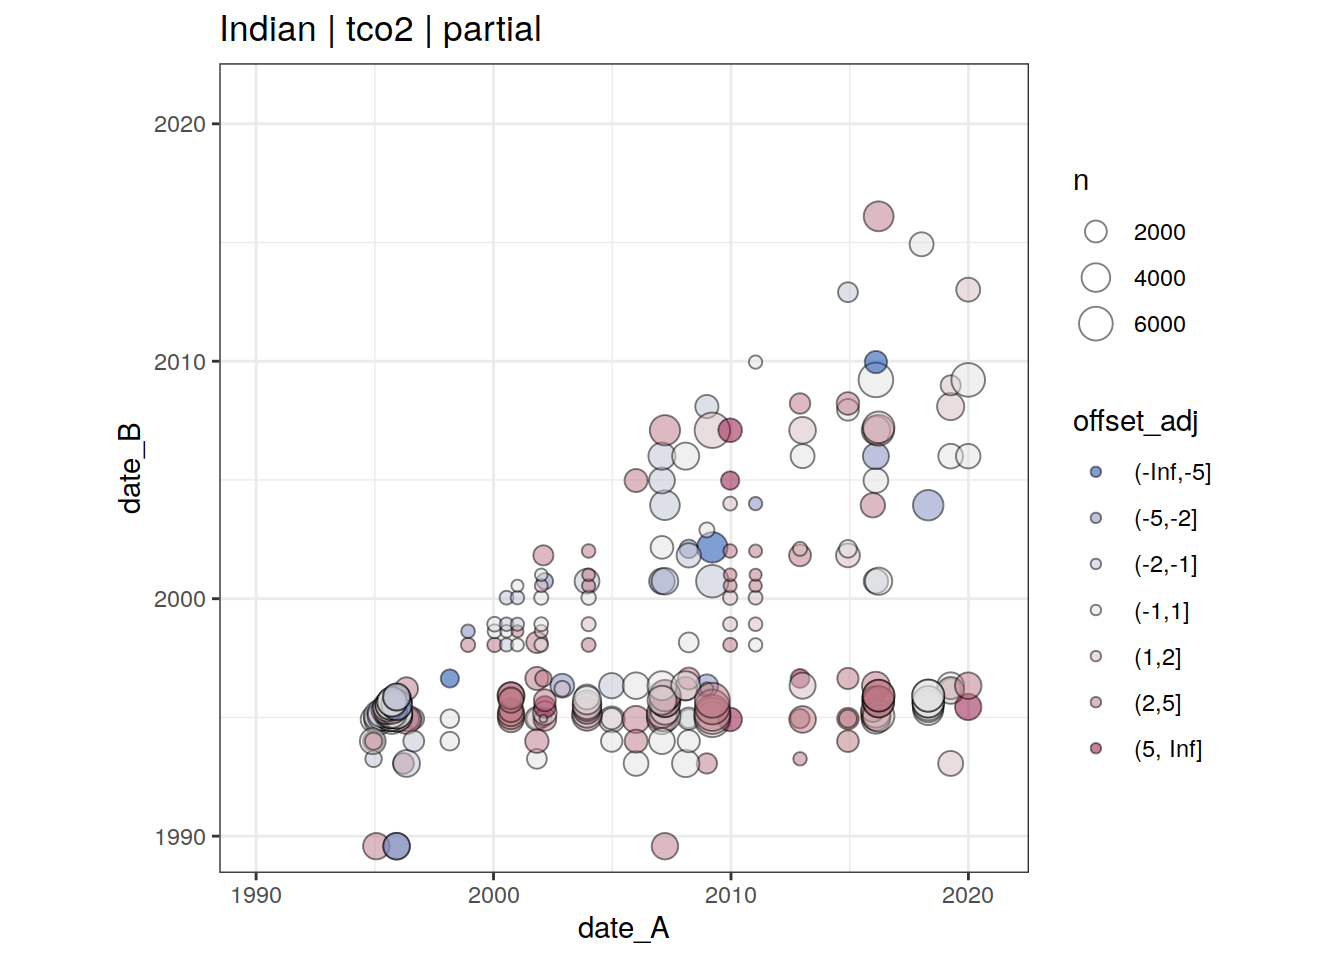 Indian | tco2 | partial
2020
2010
2000
1990
1990
2000
2010
2020
date_A
date_B
n
2000
4000
6000
offset_adj
(-Inf,-5]
(-5,-2]
(-2,-1]
(-1,1]
(1,2]
(2,5]
(5, Inf]